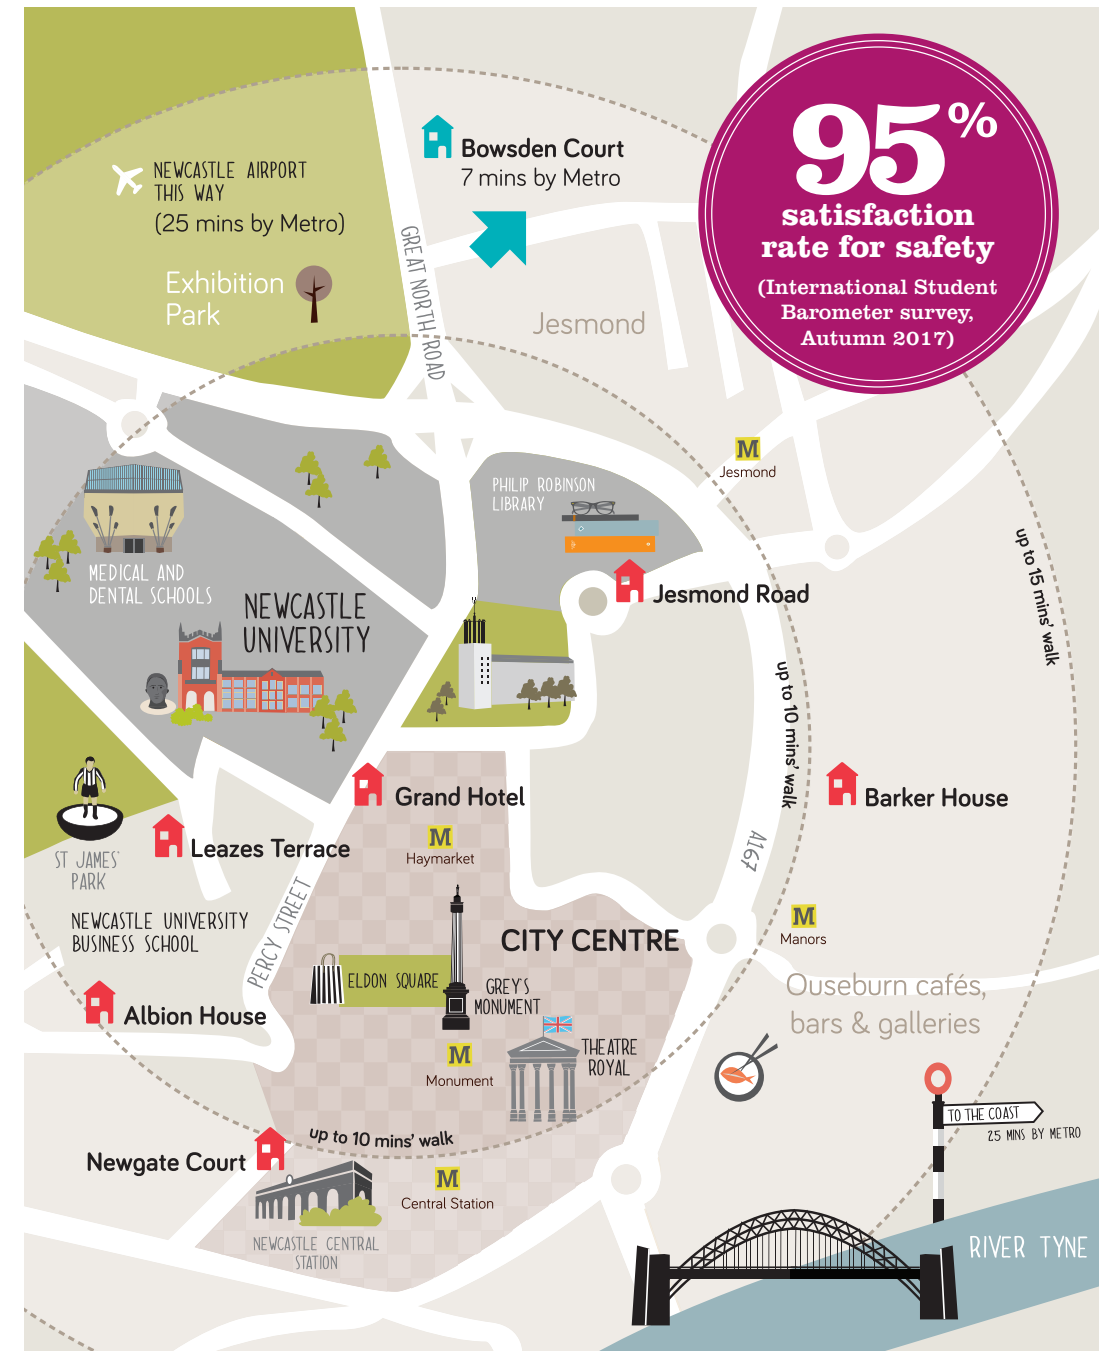 95%
satisfaction
rate for safety
(International Student
Barometer survey,
Autumn 2017)
Bowsden Court
7 mins by Metro
NEWCASTLE AIRPORT
THIS WAY
(25 mins by Metro)
Exhibition
Park
GREAT NORTH ROAD
Jesmond
M
Jesmond
PHILIP ROBINSON
LIBRARY
MEDICAL AND
DENTAL SCHOOLS
NEWCASTLE
UNIVERSITY
Jesmond Road
up to 15 mins' walk
up to 10 mins' walk
Grand Hotel
Barker House
M
Haymarket
Leazes Terrace
ST JAMES'
PARK
A167
PERCY STREET
NEWCASTLE UNIVERSITY
BUSINESS SCHOOL
CITY CENTRE
M
Manors
ELDON SQUARE
GREY'S
MONUMENT
Ouseburn cafés,
bars & galleries
Albion House
THEATRE
ROYAL
M
Monument
TO THE COAST
25 MINS BY METRO
up to 10 mins' walk
Newgate Court
M
Central Station
NEWCASTLE CENTRAL
STATION
RIVER TYNE